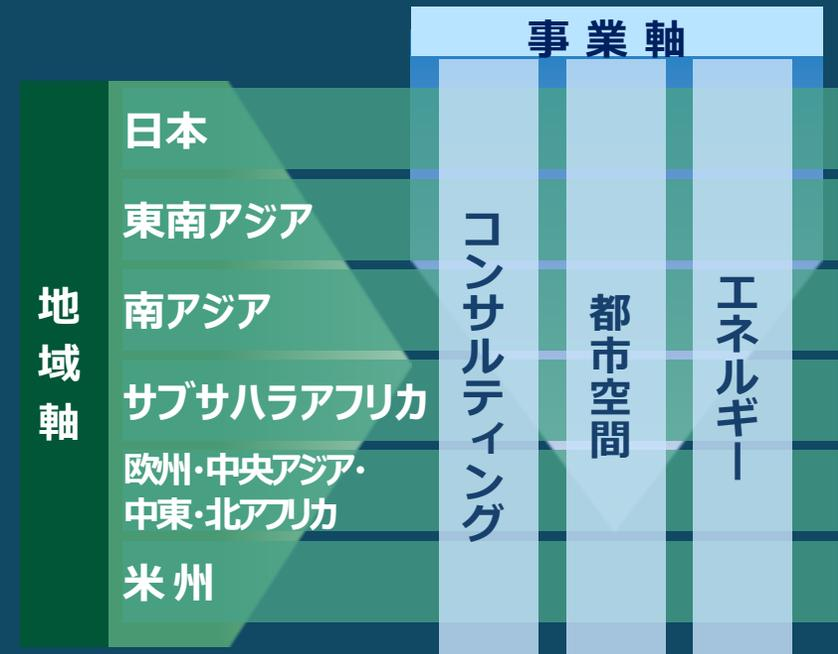 事業軸
地域軸
日本
東南アジア
南アジア
サブサハラアフリカ
欧州・中央アジア・
中東・北アフリカ
米州
コンサルティング
都市空間
エネルギー